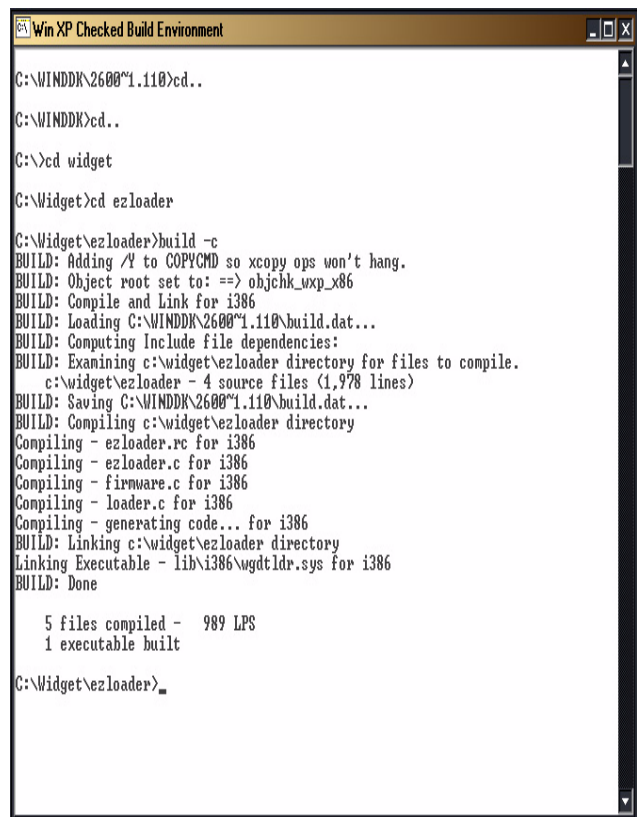 Win XP Checked Build Environment
C:\WINDDK\2600~1.110>cd..
C:\WINDDK>cd..
C:\>cd widget
C:\Widget>cd ezloader
C:\Widget\ezloader>build -c
BUILD: Adding /Y to COPYCMD so xcopy ops won't hang.
BUILD: Object root set to: ==> objchk_wxp_x86
BUILD: Compile and Link for i386
BUILD: Loading C:\WINDDK\2600~1.110\build.dat...
BUILD: Computing Include file dependencies:
BUILD: Examining c:\widget\ezloader directory for files to compile.
    c:\widget\ezloader - 4 source files (1,978 lines)
BUILD: Saving C:\WINDDK\2600~1.110\build.dat...
BUILD: Compiling c:\widget\ezloader directory
Compiling - ezloader.rc for i386
Compiling - ezloader.c for i386
Compiling - firmware.c for i386
Compiling - loader.c for i386
Compiling - generating code... for i386
BUILD: Linking c:\widget\ezloader directory
Linking Executable - lib\i386\wgdtldr.sys for i386
BUILD: Done
    5 files compiled -   989 LPS
    1 executable built
C:\Widget\ezloader>_